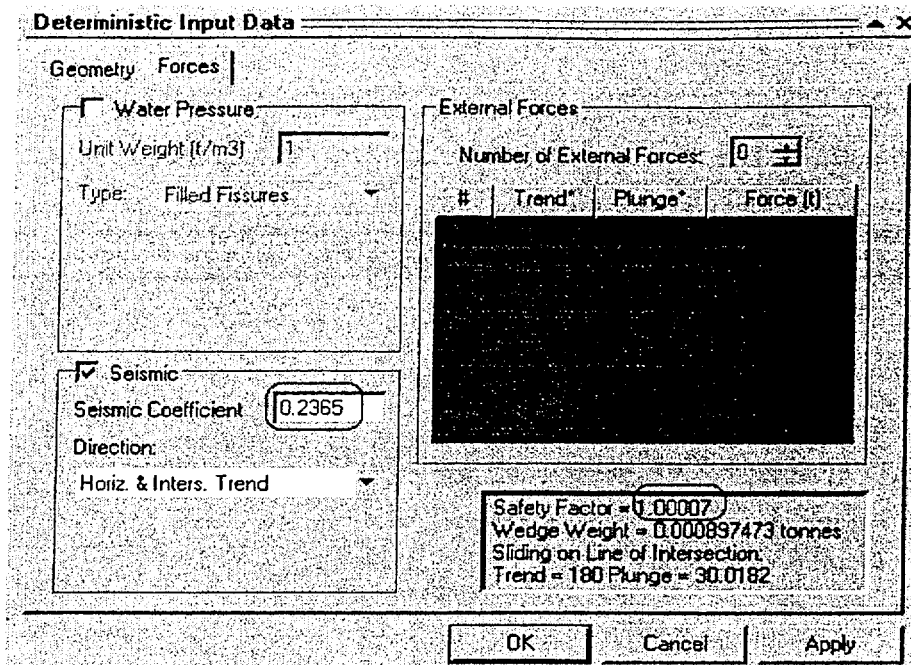 Deterministic Input Data
Geometry Forces
Water Pressure
Unit Weight (t/m3) 1
Type: Filled Fissures
Seismic
Seismic Coefficient 0.2365
Direction:
Horiz. & Inters. Trend
External Forces
Number of External Forces: 0
# Trend° Plunge° Force (t)
Safety Factor = 1.00007
Wedge Weight = 0.000897473 tonnes
Sliding on Line of Intersection:
Trend = 180 Plunge = 30.0182
OK Cancel Apply